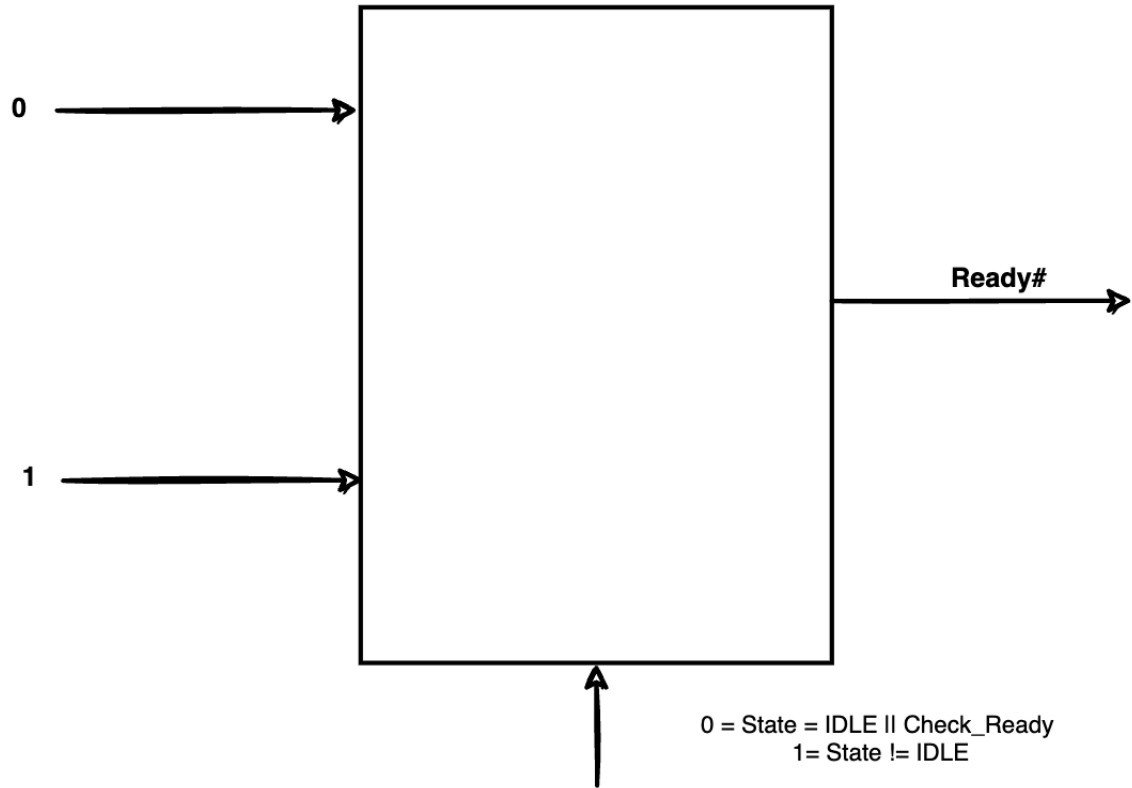 0
Ready#
1
0 = State = IDLE || Check_Ready
1= State != IDLE